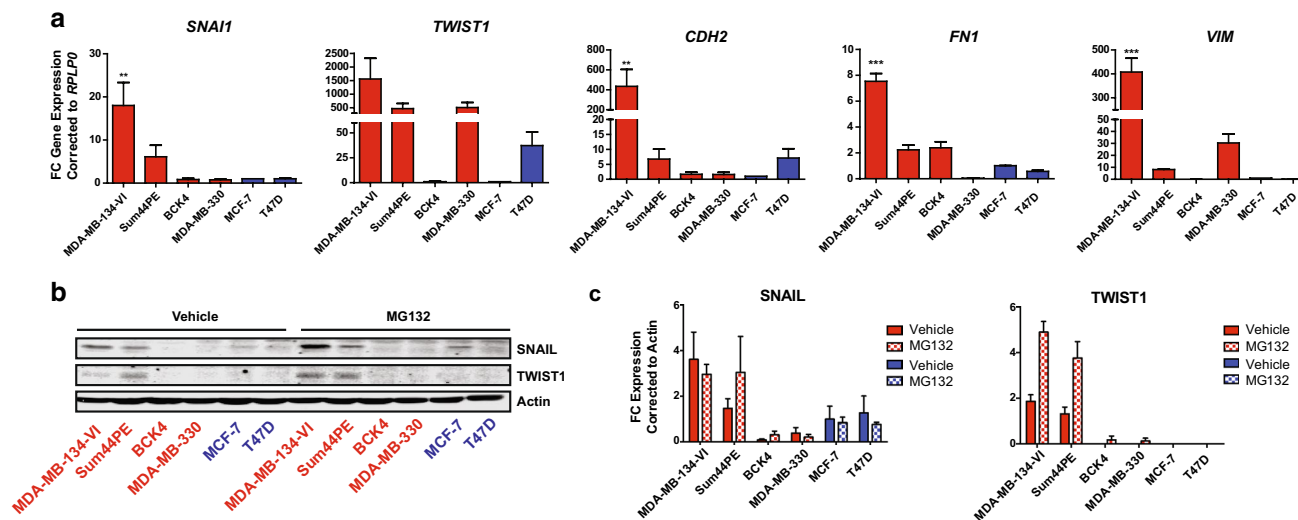 a
SNAI1
TWIST1
CDH2
FN1
VIM
FC Gene Expression
Corrected to RPLP0
30
20
10
0
MDA-MB-134-VI
Sum44PE
BCK4
MDA-MB-330
MCF-7
T47D
**
2500
2000
1500
1000
500
50
25
0
MDA-MB-134-VI
Sum44PE
BCK4
MDA-MB-330
MCF-7
T47D
800
600
400
200
20
15
10
5
0
**
MDA-MB-134-VI
Sum44PE
BCK4
MDA-MB-330
MCF-7
T47D
8
6
4
2
0
***
MDA-MB-134-VI
Sum44PE
BCK4
MDA-MB-330
MCF-7
T47D
500
400
300
50
40
30
20
10
0
***
MDA-MB-134-VI
Sum44PE
BCK4
MDA-MB-330
MCF-7
T47D
b
Vehicle
MG132
SNAIL
TWIST1
Actin
MDA-MB-134-VI
Sum44PE
BCK4
MDA-MB-330
MCF-7
T47D
MDA-MB-134-VI
Sum44PE
BCK4
MDA-MB-330
MCF-7
T47D
c
SNAIL
FC Expression
Corrected to Actin
6
4
2
0
Vehicle
MG132
Vehicle
MG132
MDA-MB-134-VI
Sum44PE
BCK4
MDA-MB-330
MCF-7
T47D
TWIST1
6
4
2
0
Vehicle
MG132
Vehicle
MG132
MDA-MB-134-VI
Sum44PE
BCK4
MDA-MB-330
MCF-7
T47D